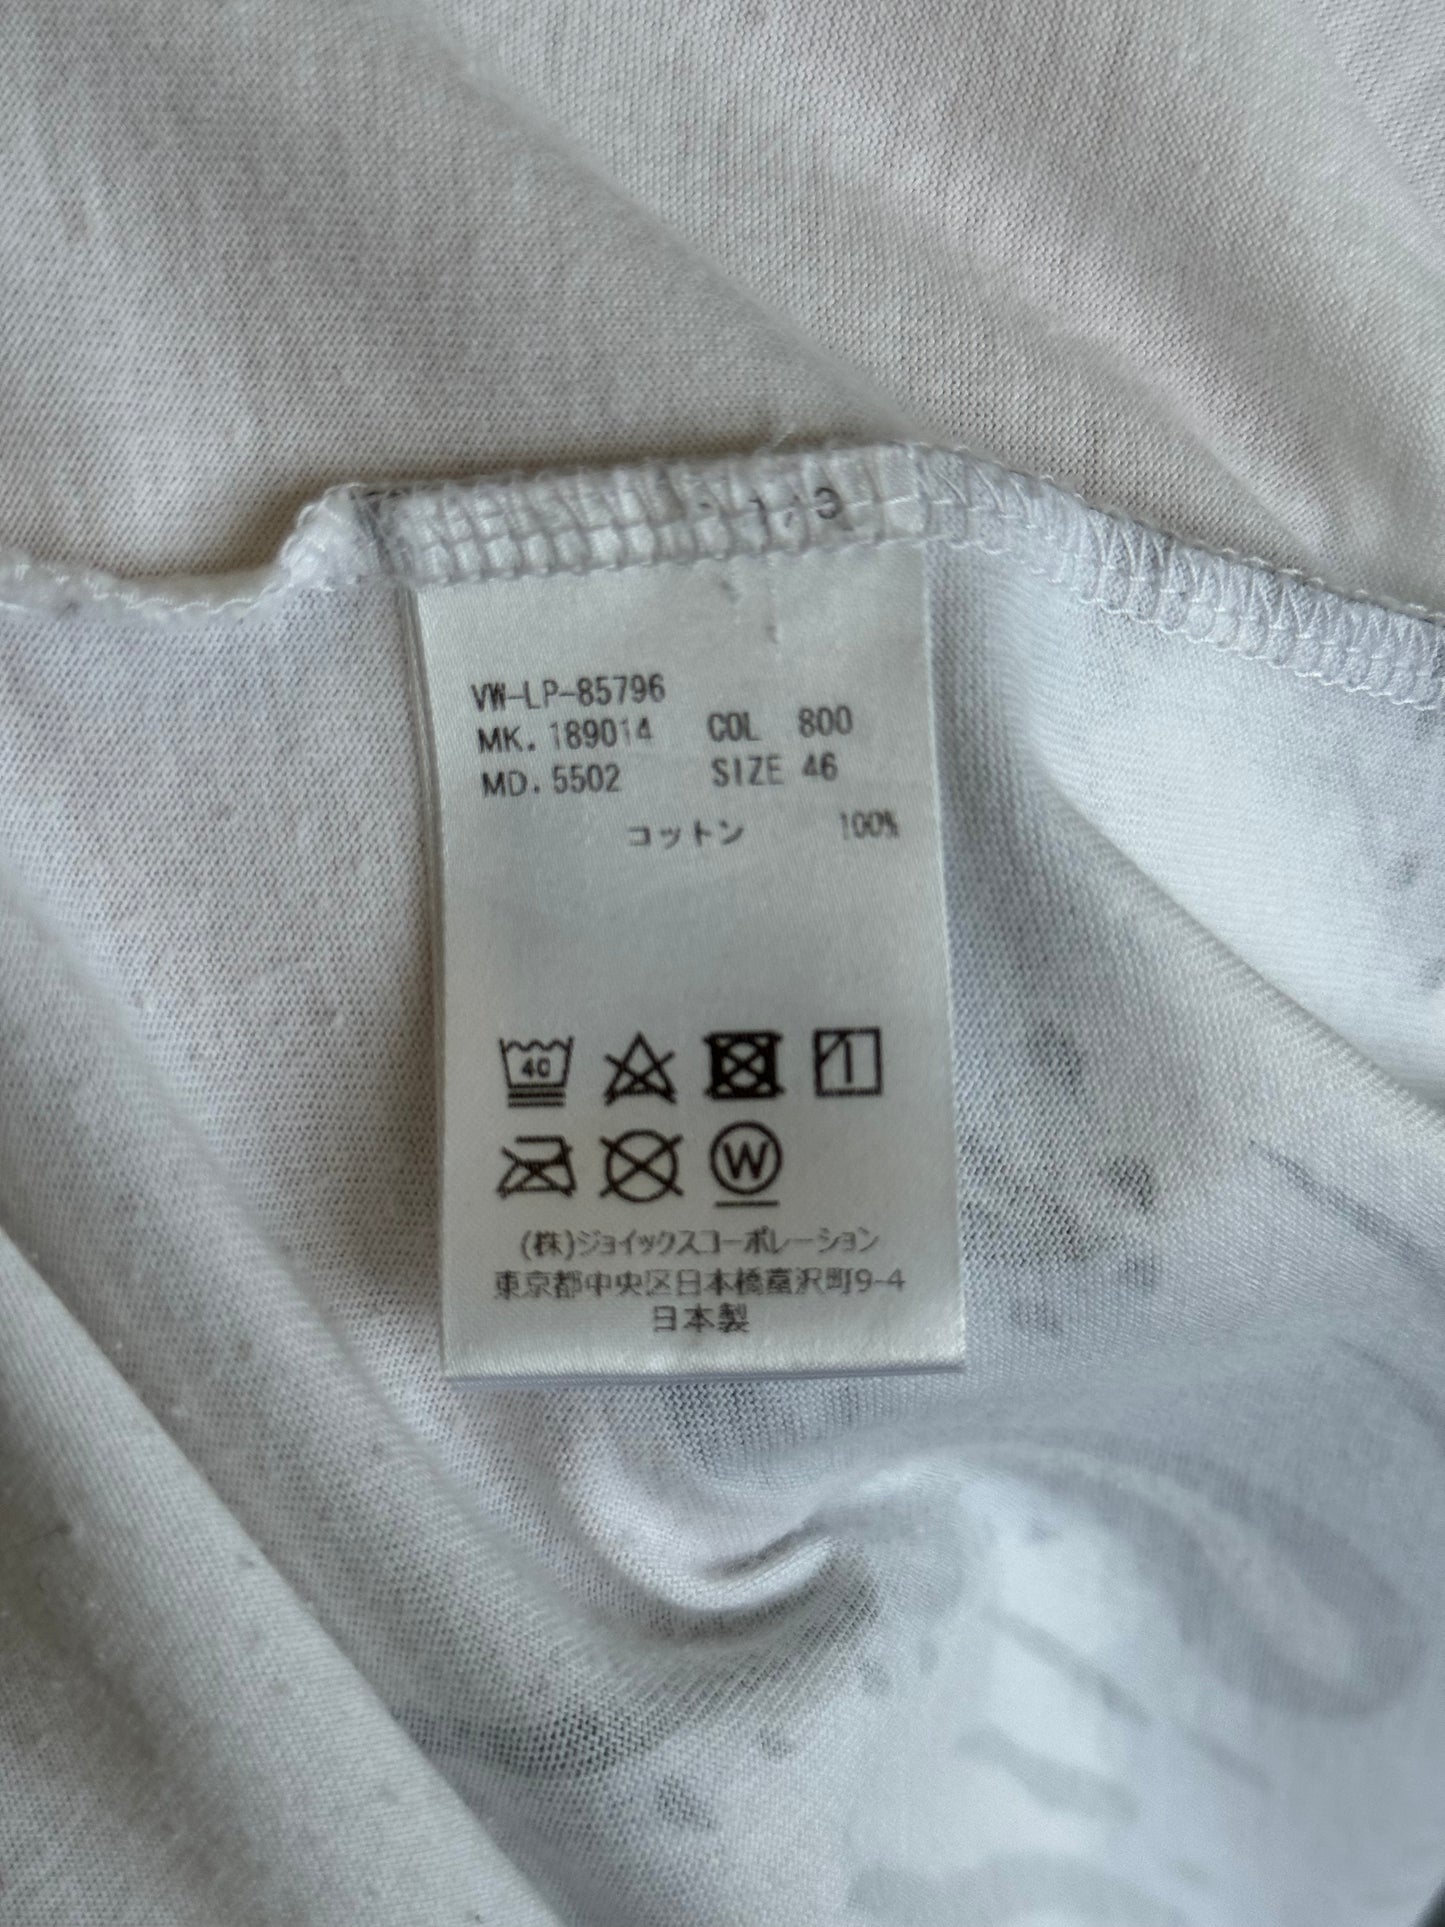 VW-LP-85796
MK. 189014 COL 800
MD. 5502 SIZE 46
コットン 100%
40
W
(株)ジョイックスコーポレーション
東京都中央区日本橋富沢町9-4
日本製